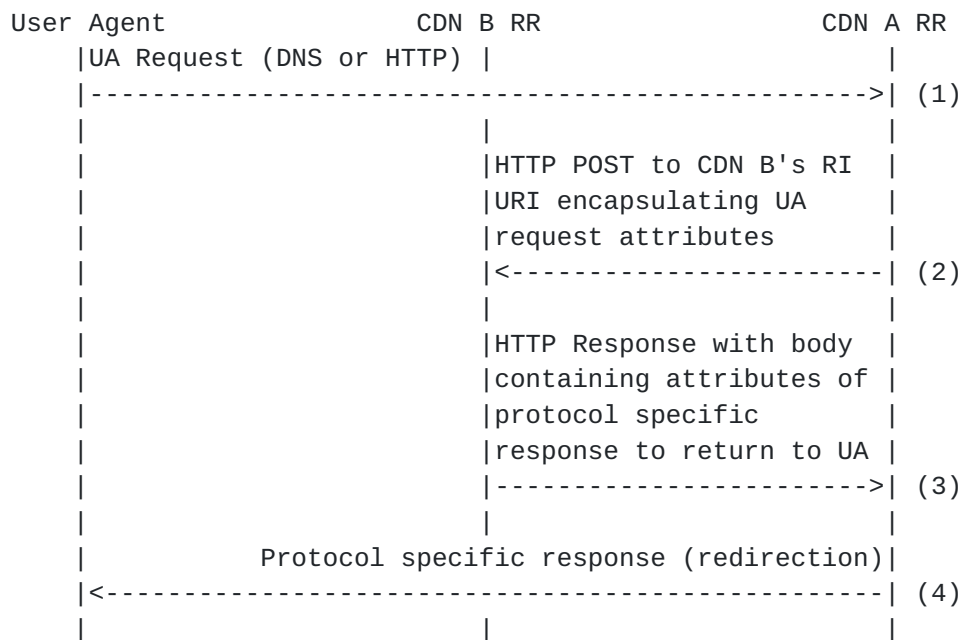 User Agent                CDN B RR                  CDN A RR
    |UA Request (DNS or HTTP) |                         |
    |-------------------------------------------------->| (1)
    |                         |                         |
    |                         |HTTP POST to CDN B's RI  |
    |                         |URI encapsulating UA     |
    |                         |request attributes       |
    |                         |<------------------------| (2)
    |                         |                         |
    |                         |HTTP Response with body  |
    |                         |containing attributes of |
    |                         |protocol specific        |
    |                         |response to return to UA |
    |                         |------------------------>| (3)
    |                         |                         |
    |           Protocol specific response (redirection)|
    |<--------------------------------------------------| (4)
    |                         |                         |